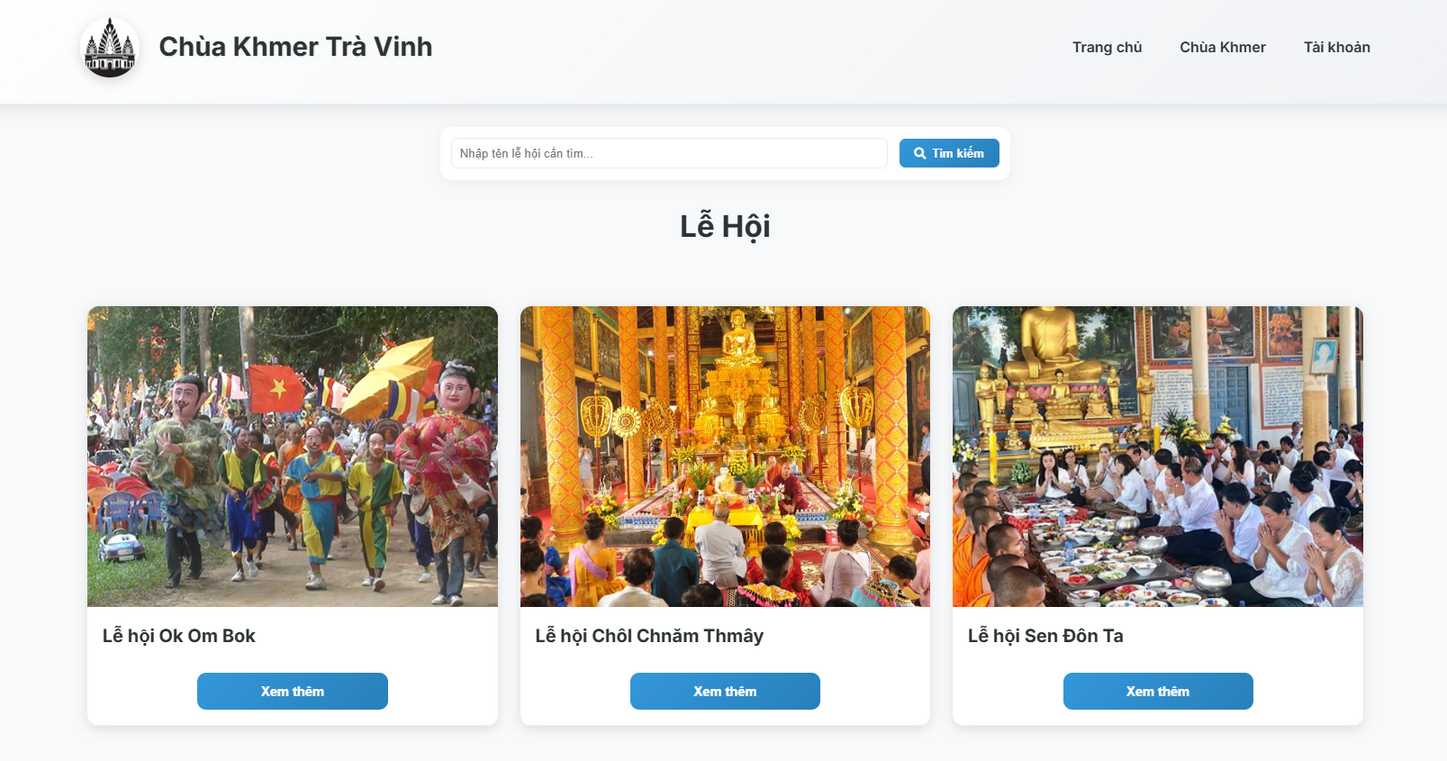 Chùa Khmer Trà Vinh
Trang chủ
Chùa Khmer
Tài khoản
Nhập tên lễ hội cần tìm...
Tìm kiếm
Lễ Hội
Lễ hội Ok Om Bok
Lễ hội Chôl Chnăm Thmây
Lễ hội Sen Đôn Ta
Xem thêm
Xem thêm
Xem thêm